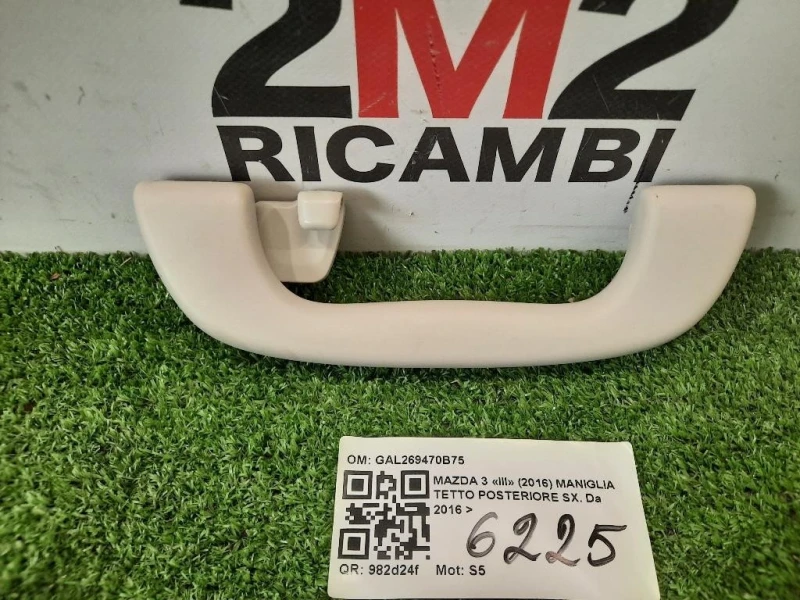 2M2
RICAMBI
OM: GAL269470B75
MAZDA 3 «III» (2016) MANIGLIA
TETTO POSTERIORE SX. Da
2016 >
6225
QR: 982d24f Mot: S5